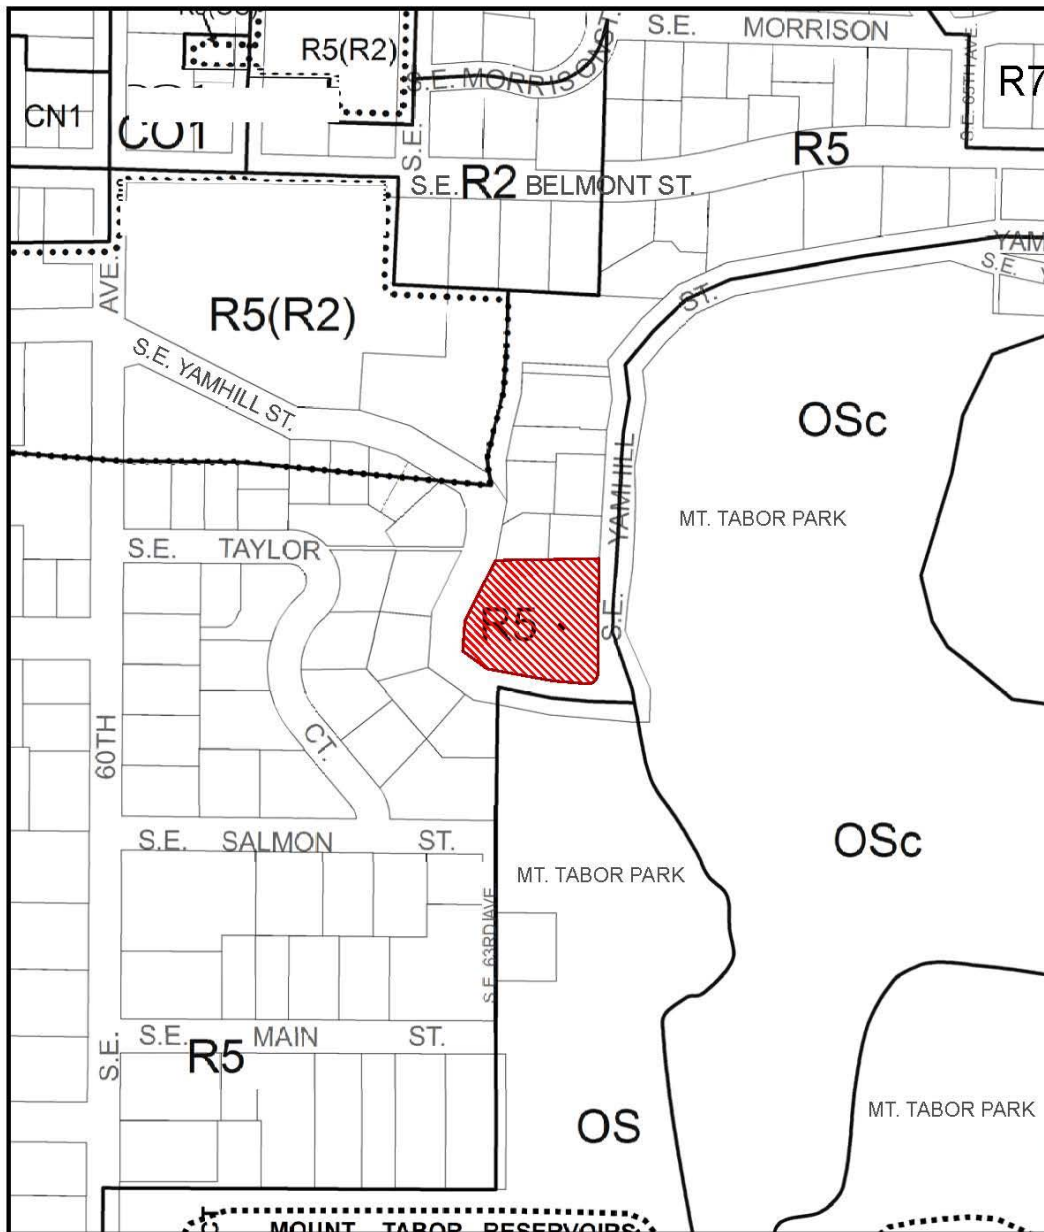 S.E. MORRISON
R5(R2)
S.E. MORRISON ST.
R7
CN1
CO1
S.E. 65TH AVE.
S.E.
R5
S.E. R2 BELMONT ST.
S.E.
AVE.
R5(R2)
ST.
S.E. YAMHILL ST.
OSc
YAMHILL
MT. TABOR PARK
S.E. TAYLOR
R5
S.E.
60TH
CT.
S.E. SALMON ST.
OSc
MT. TABOR PARK
S.E. 63RD AVE
S.E. MAIN ST.
S.E.
R5
MT. TABOR PARK
OS
MOUNT TABOR RESERVOIRS